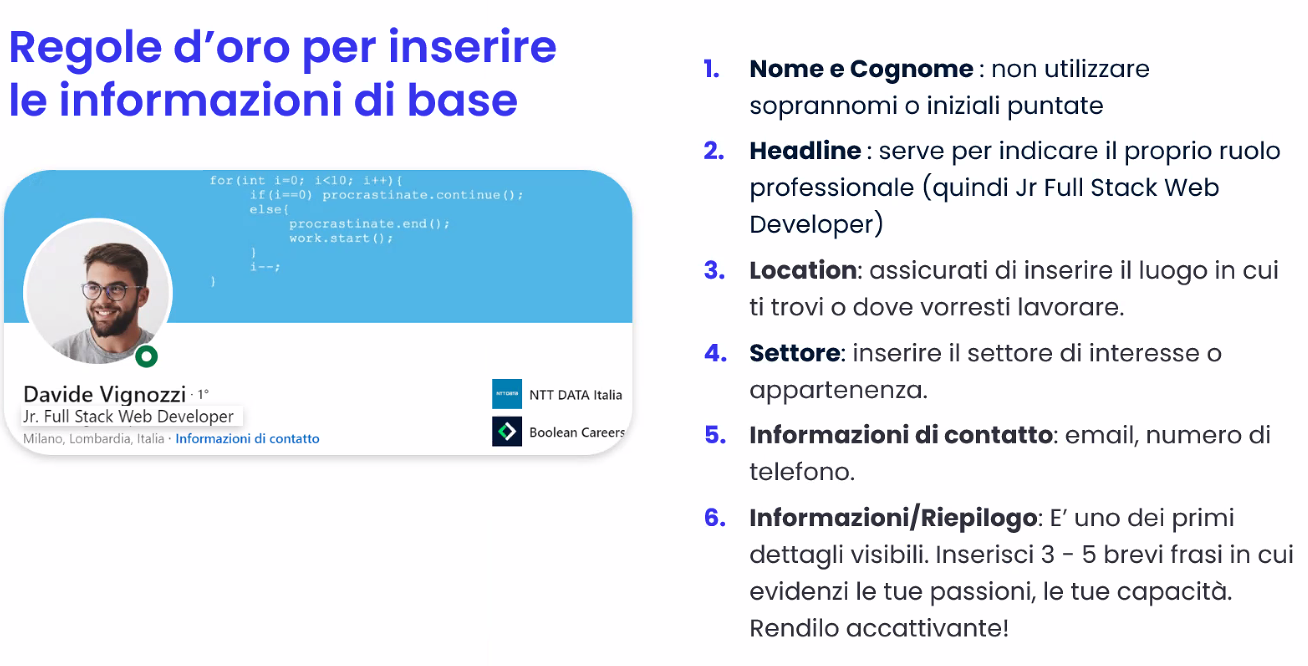 Regole d’oro per inserire
le informazioni di base
for(int i=0; i<10; i++){
if(i==0) procrastinate.continue();
else{
procrastinate.end();
work.start();
}
i--;
}
Davide Vignozzi · 1°
Jr. Full Stack Web Developer
Milano, Lombardia, Italia · Informazioni di contatto
NTT DATA
NTT DATA Italia
Boolean Careers
1. Nome e Cognome : non utilizzare
soprannomi o iniziali puntate
2. Headline : serve per indicare il proprio ruolo
professionale (quindi Jr Full Stack Web
Developer)
3. Location: assicurati di inserire il luogo in cui
ti trovi o dove vorresti lavorare.
4. Settore: inserire il settore di interesse o
appartenenza.
5. Informazioni di contatto: email, numero di
telefono.
6. Informazioni/Riepilogo: E’ uno dei primi
dettagli visibili. Inserisci 3 - 5 brevi frasi in cui
evidenzi le tue passioni, le tue capacità.
Rendilo accattivante!